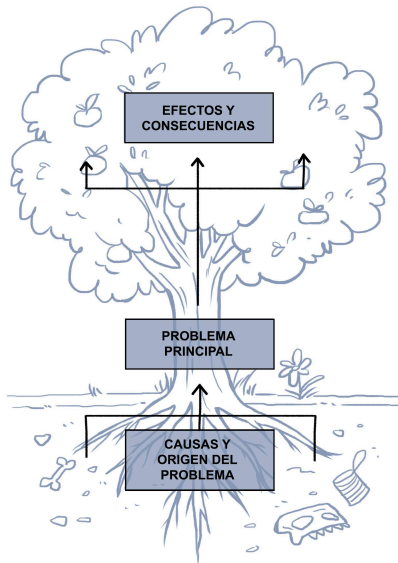 EFECTOS Y
CONSECUENCIAS
PROBLEMA
PRINCIPAL
CAUSAS Y
ORIGEN DEL
PROBLEMA